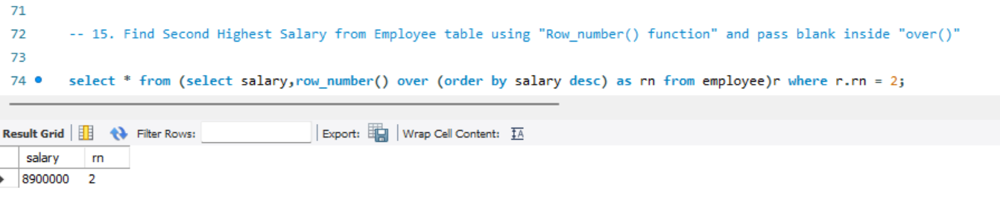 71
72 -- 15. Find Second Highest Salary from Employee table using "Row_number() function" and pass blank inside "over()"
73
74 select * from (select salary,row_number() over (order by salary desc) as rn from employee)r where r.rn = 2;
Result Grid Filter Rows: Export: Wrap Cell Content: IA
salary rn
8900000 2